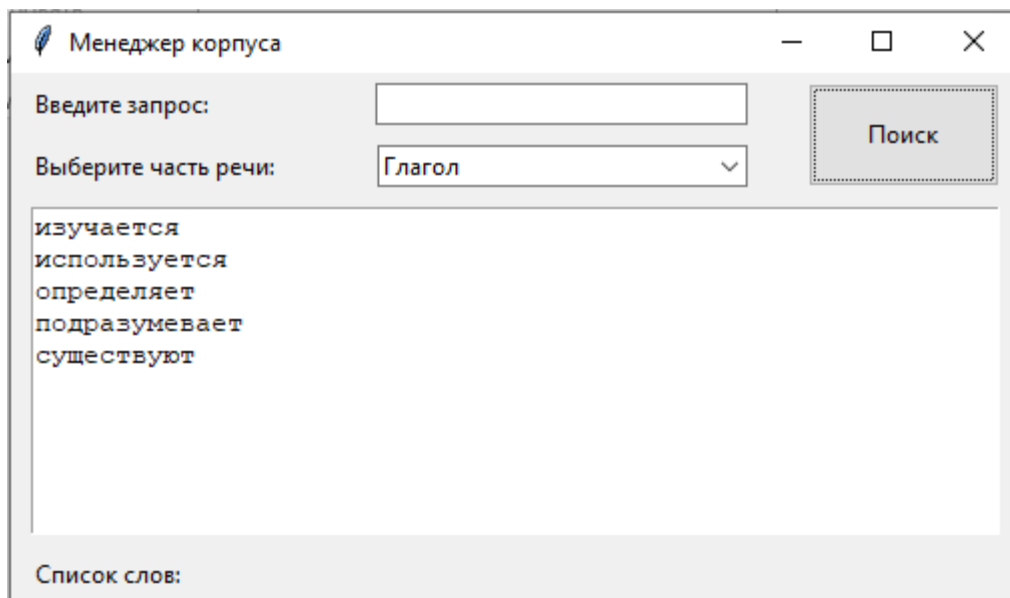 Менеджер корпуса
Введите запрос:
Поиск
Выберите часть речи:
Глагол
изучается
используется
определяет
подразумевает
существуют
Список слов: